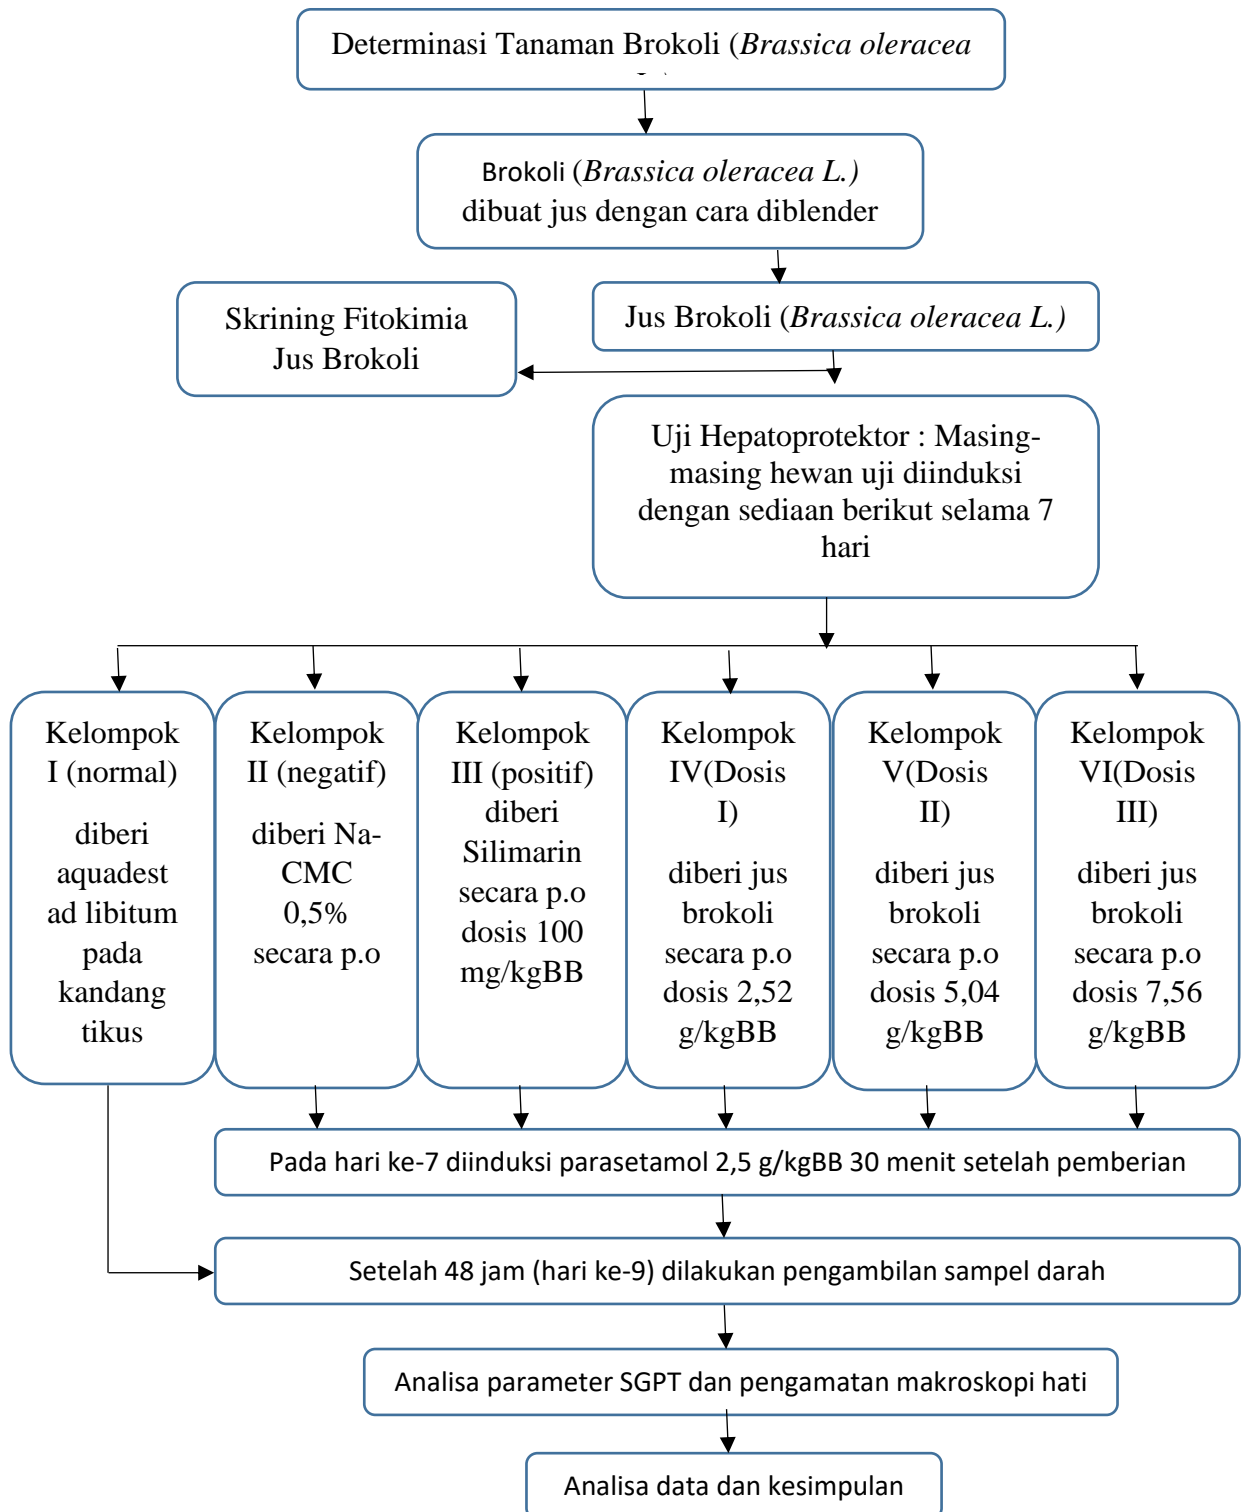 Determinasi Tanaman Brokoli (Brassica oleracea
Brokoli (Brassica oleracea L.)
dibuat jus dengan cara diblender
Skrining Fitokimia
Jus Brokoli
Jus Brokoli (Brassica oleracea L.)
Uji Hepatoprotektor : Masing-
masing hewan uji diinduksi
dengan sediaan berikut selama 7
hari
Kelompok
I (normal)
diberi
aquadest
ad libitum
pada
kandang
tikus
Kelompok
II (negatif)
diberi Na-
CMC
0,5%
secara p.o
Kelompok
III (positif)
diberi
Silimarin
secara p.o
dosis 100
mg/kgBB
Kelompok
IV(Dosis
I)
diberi jus
brokoli
secara p.o
dosis 2,52
g/kgBB
Kelompok
V(Dosis
II)
diberi jus
brokoli
secara p.o
dosis 5,04
g/kgBB
Kelompok
VI(Dosis
III)
diberi jus
brokoli
secara p.o
dosis 7,56
g/kgBB
Pada hari ke-7 diinduksi parasetamol 2,5 g/kgBB 30 menit setelah pemberian
Setelah 48 jam (hari ke-9) dilakukan pengambilan sampel darah
Analisa parameter SGPT dan pengamatan makroskopi hati
Analisa data dan kesimpulan